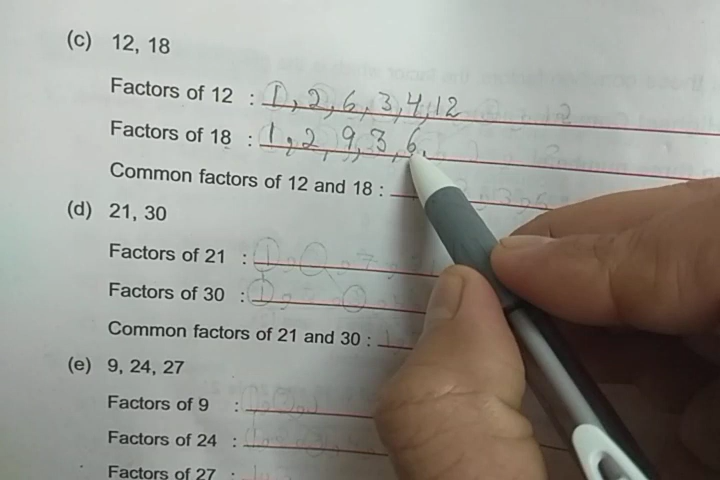 (c) 12, 18
Factors of 12 : 1, 2, 6, 3, 4, 12
Factors of 18 : 1, 2, 9, 3, 6,
Common factors of 12 and 18 :
(d) 21, 30
Factors of 21 :
Factors of 30 :
Common factors of 21 and 30 :
(e) 9, 24, 27
Factors of 9 :
Factors of 24 :
Factors of 27 :